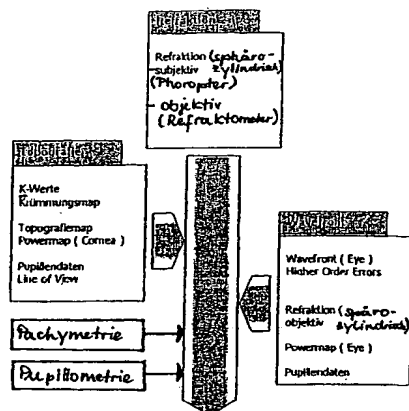 Refraktion (sphäro-
subjektiv zylindrisch)
(Phoropter)
- objektiv
(Refraktometer)
K-Werte
Krümmungsmap
Topografiemap
Powermap ( Cornea )
Pupillendaten
Line of View
Wavefront ( Eye )
Higher Order Errors
Refraktion (sphäro-
objektiv zylindrisch)
Powermap ( Eye )
Pupillendaten
Pachymetrie
Pupillometrie